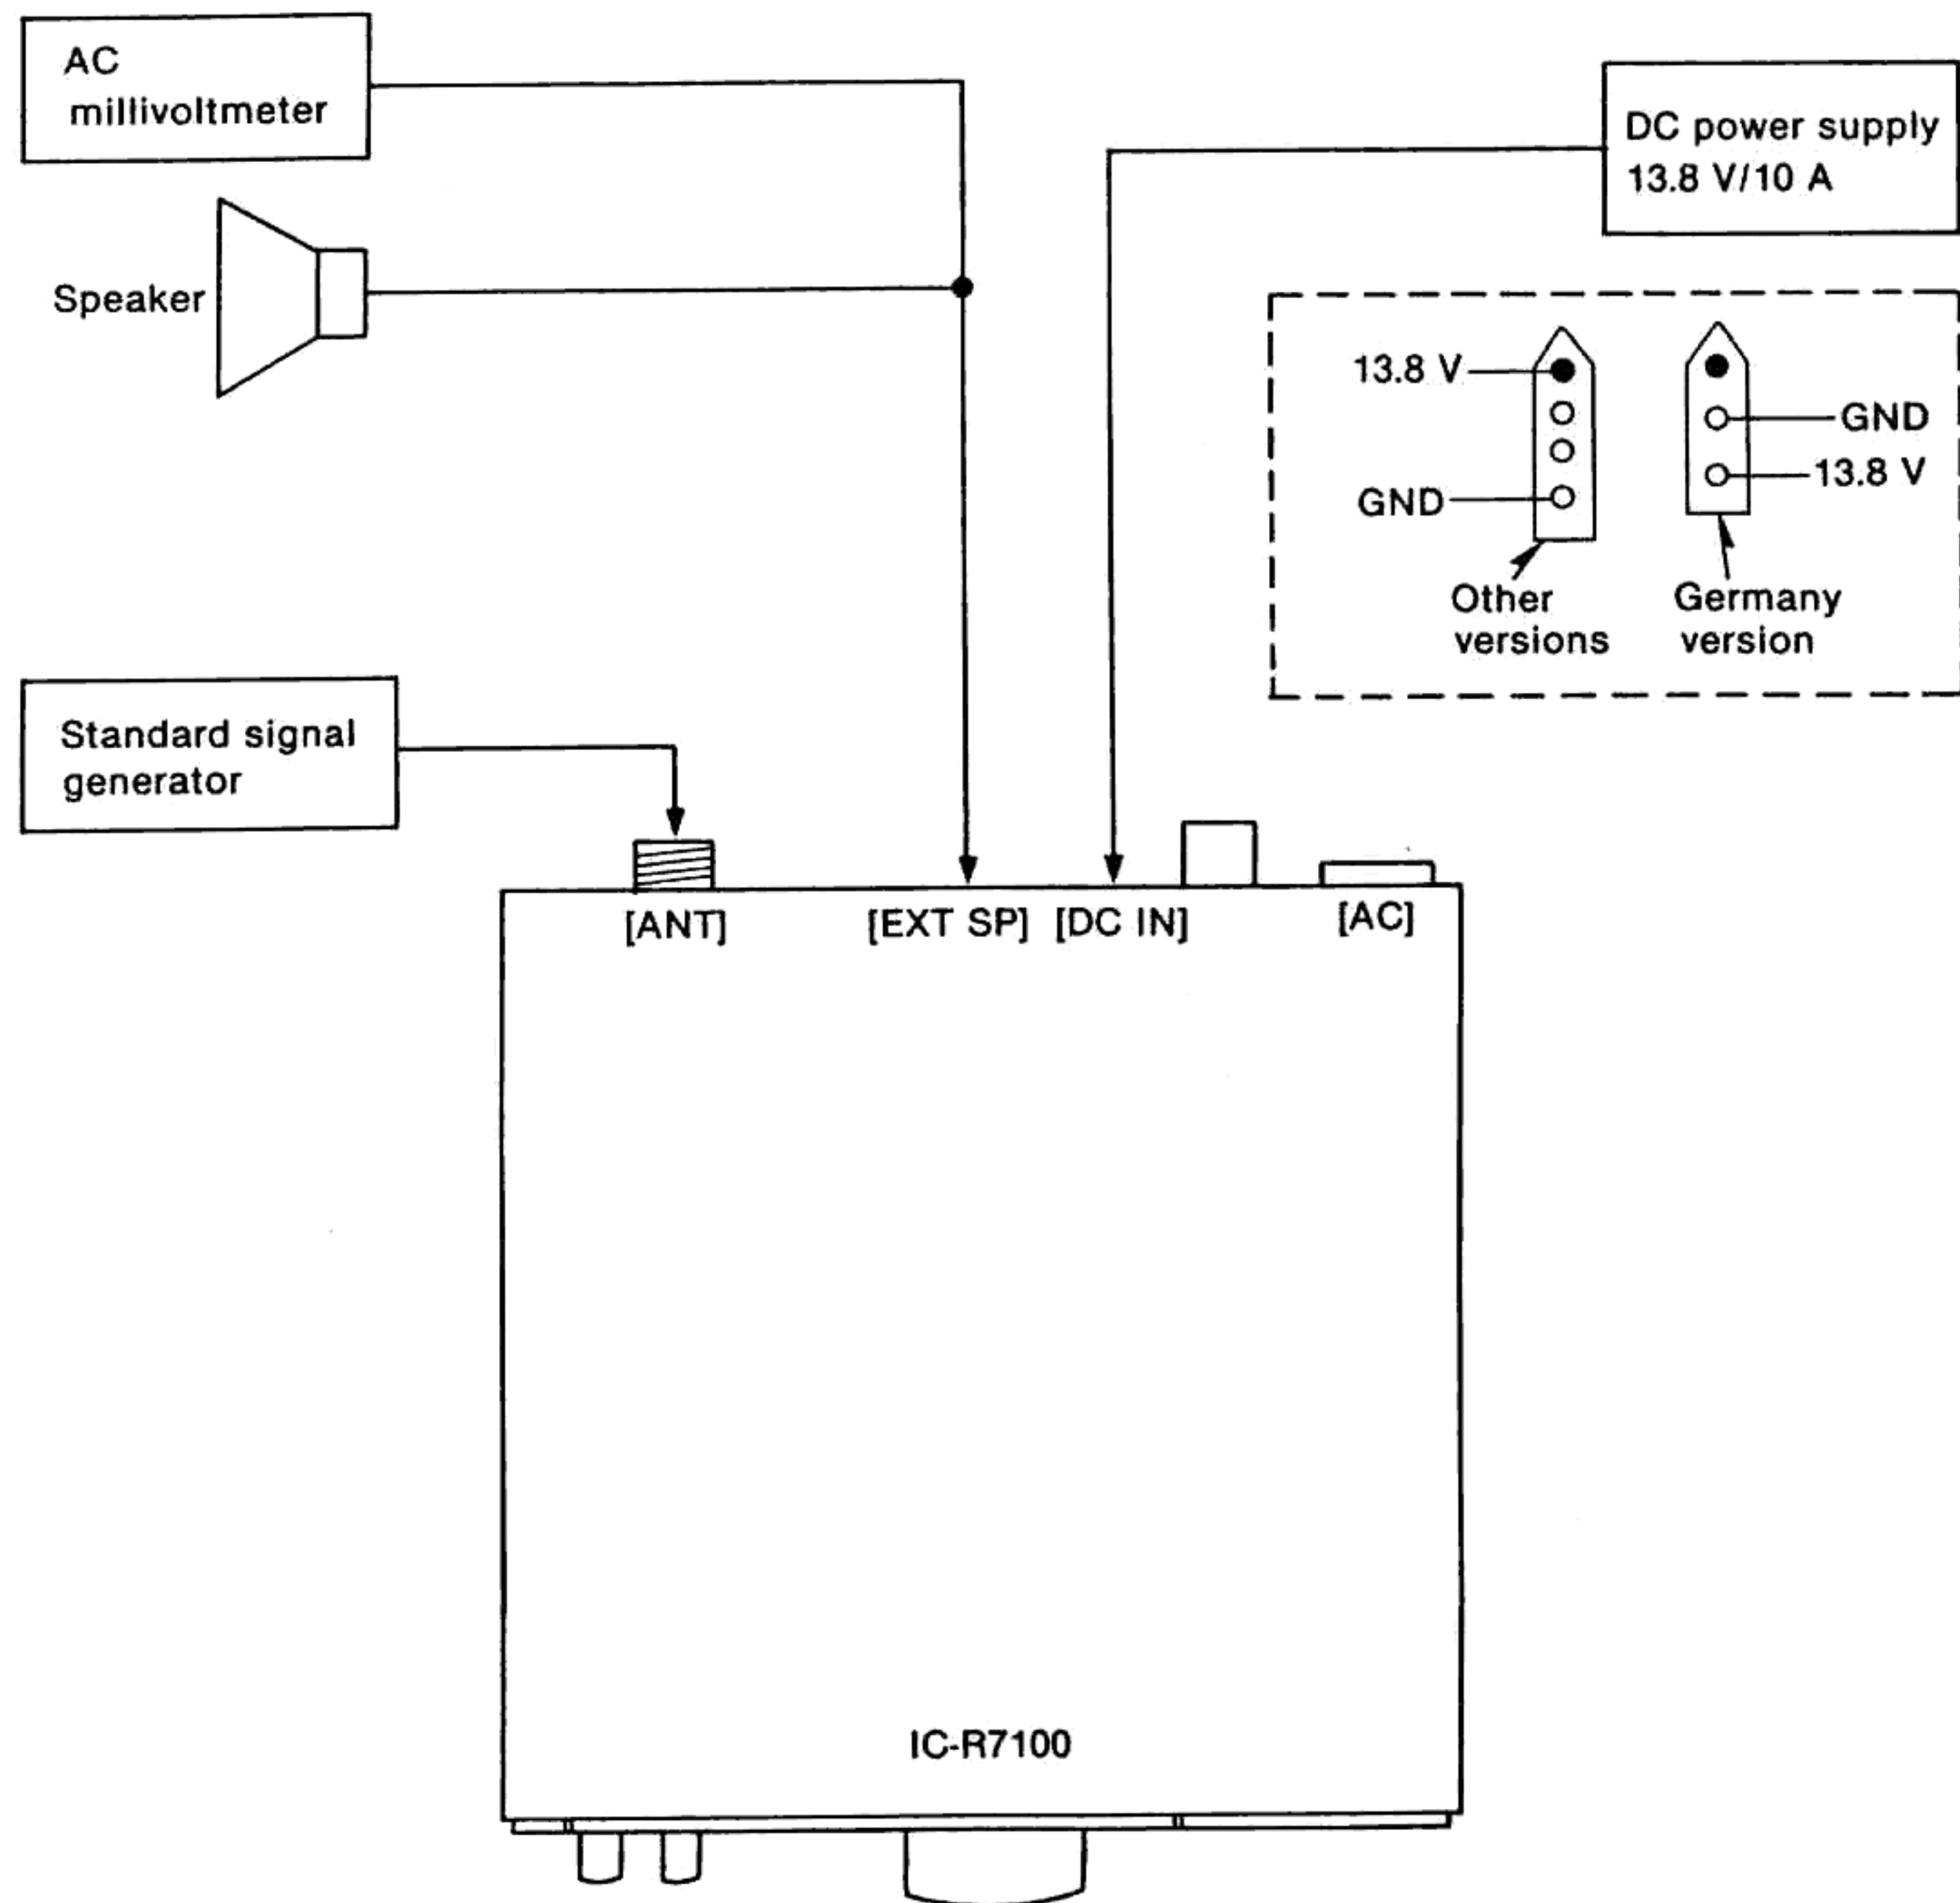 AC
millivoltmeter
DC power supply
13.8 V/10 A
Speaker
13.8 V
GND
GND
13.8 V
Other
versions
Germany
version
Standard signal
generator
[ANT]
[EXT SP]
[DC IN]
[AC]
IC-R7100